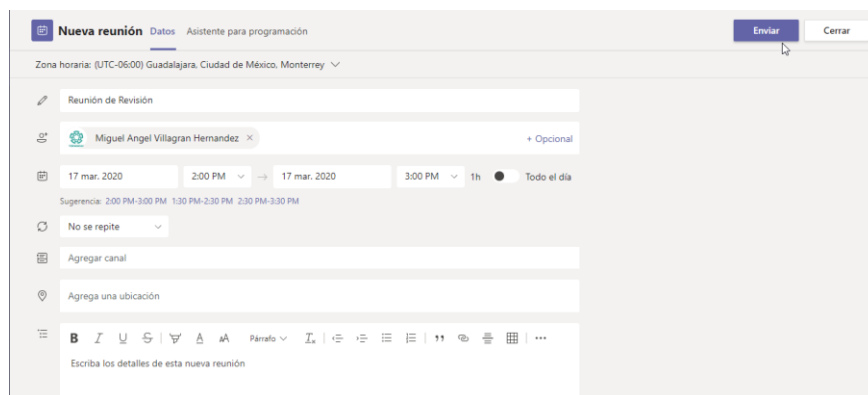 Nueva reunión Datos Asistente para programación Enviar Cerrar
Zona horaria: (UTC-06:00) Guadalajara, Ciudad de México, Monterrey
Reunión de Revisión
Miguel Angel Villagran Hernandez × + Opcional
17 mar. 2020 2:00 PM → 17 mar. 2020 3:00 PM 1h Todo el día
Sugerencia: 2:00 PM-3:00 PM 1:30 PM-2:30 PM 2:30 PM-3:30 PM
No se repite
Agregar canal
Agrega una ubicación
B I U S A AA Párrafo Tx
Escriba los detalles de esta nueva reunión